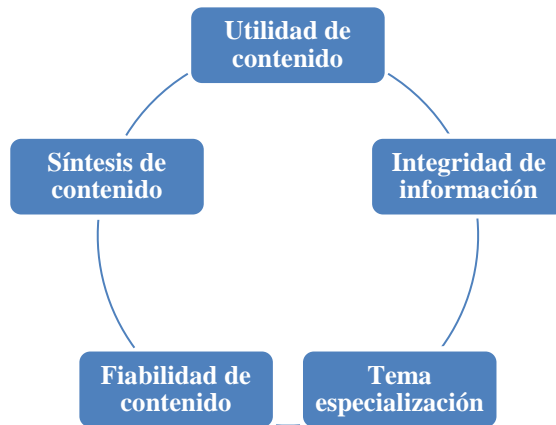 Utilidad de
contenido
Síntesis de
contenido
Integridad de
información
Fiabilidad de
contenido
Tema
especialización